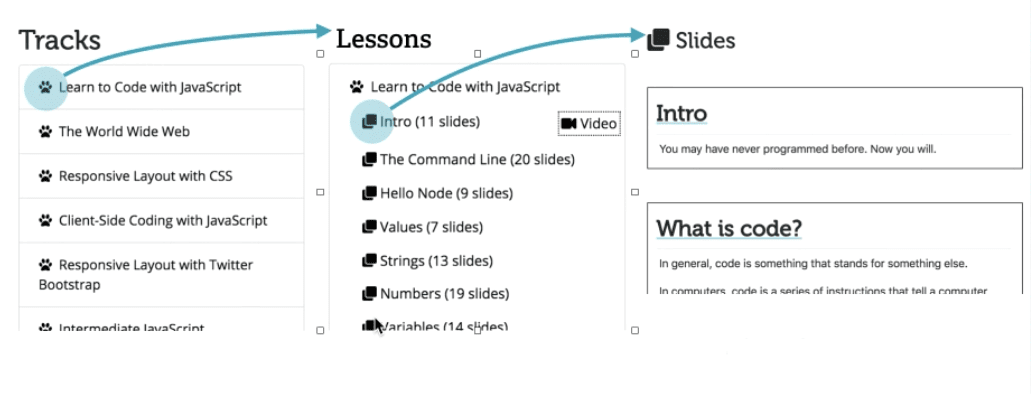 Tracks
Learn to Code with JavaScript
The World Wide Web
Responsive Layout with CSS
Client-Side Coding with JavaScript
Responsive Layout with Twitter
Bootstrap
Intermediate JavaScript
Lessons
Learn to Code with JavaScript
Intro (11 slides)
Video
The Command Line (20 slides)
Hello Node (9 slides)
Values (7 slides)
Strings (13 slides)
Numbers (19 slides)
Variables (14 slides)
Slides
Intro
You may have never programmed before. Now you will.
What is code?
In general, code is something that stands for something else.
In computers, code is a series of instructions that tell a computer